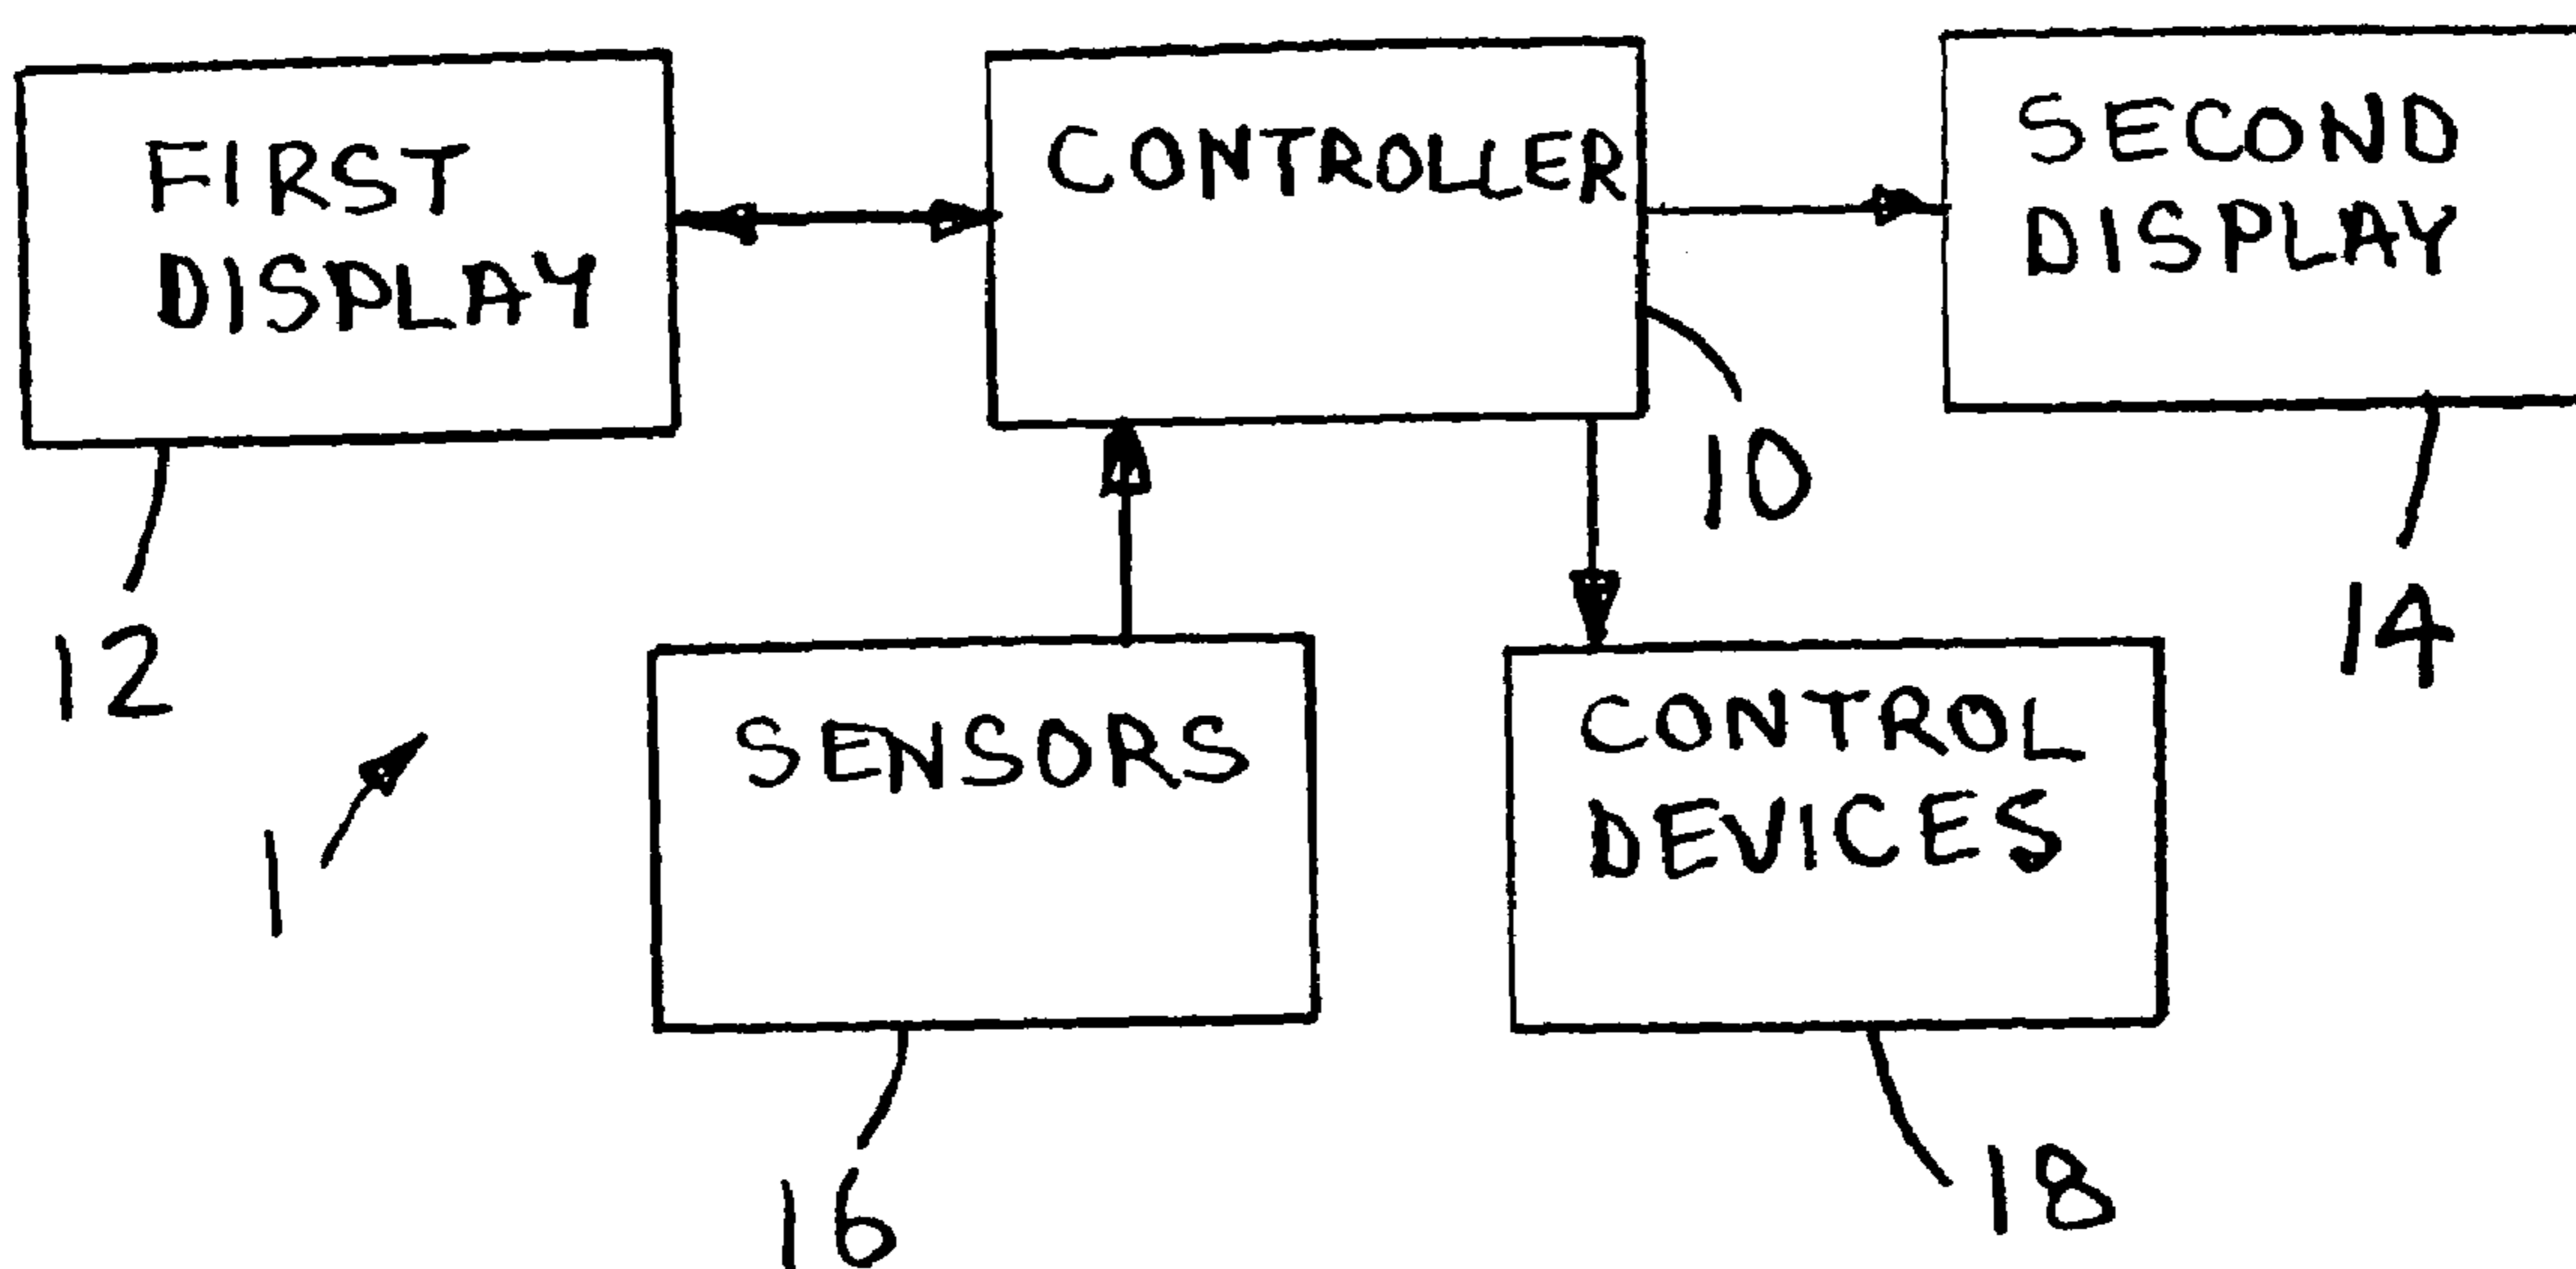 FIRST
DISPLAY
CONTROLLER
SECOND
DISPLAY
10
12
14
1
SENSORS
CONTROL
DEVICES
16
18